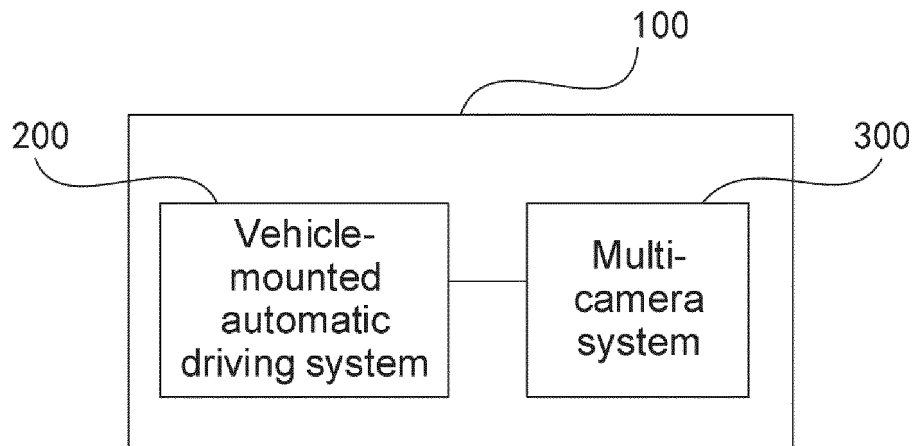 100
200
300
Vehicle-
mounted
automatic
driving system
Multi-
camera
system